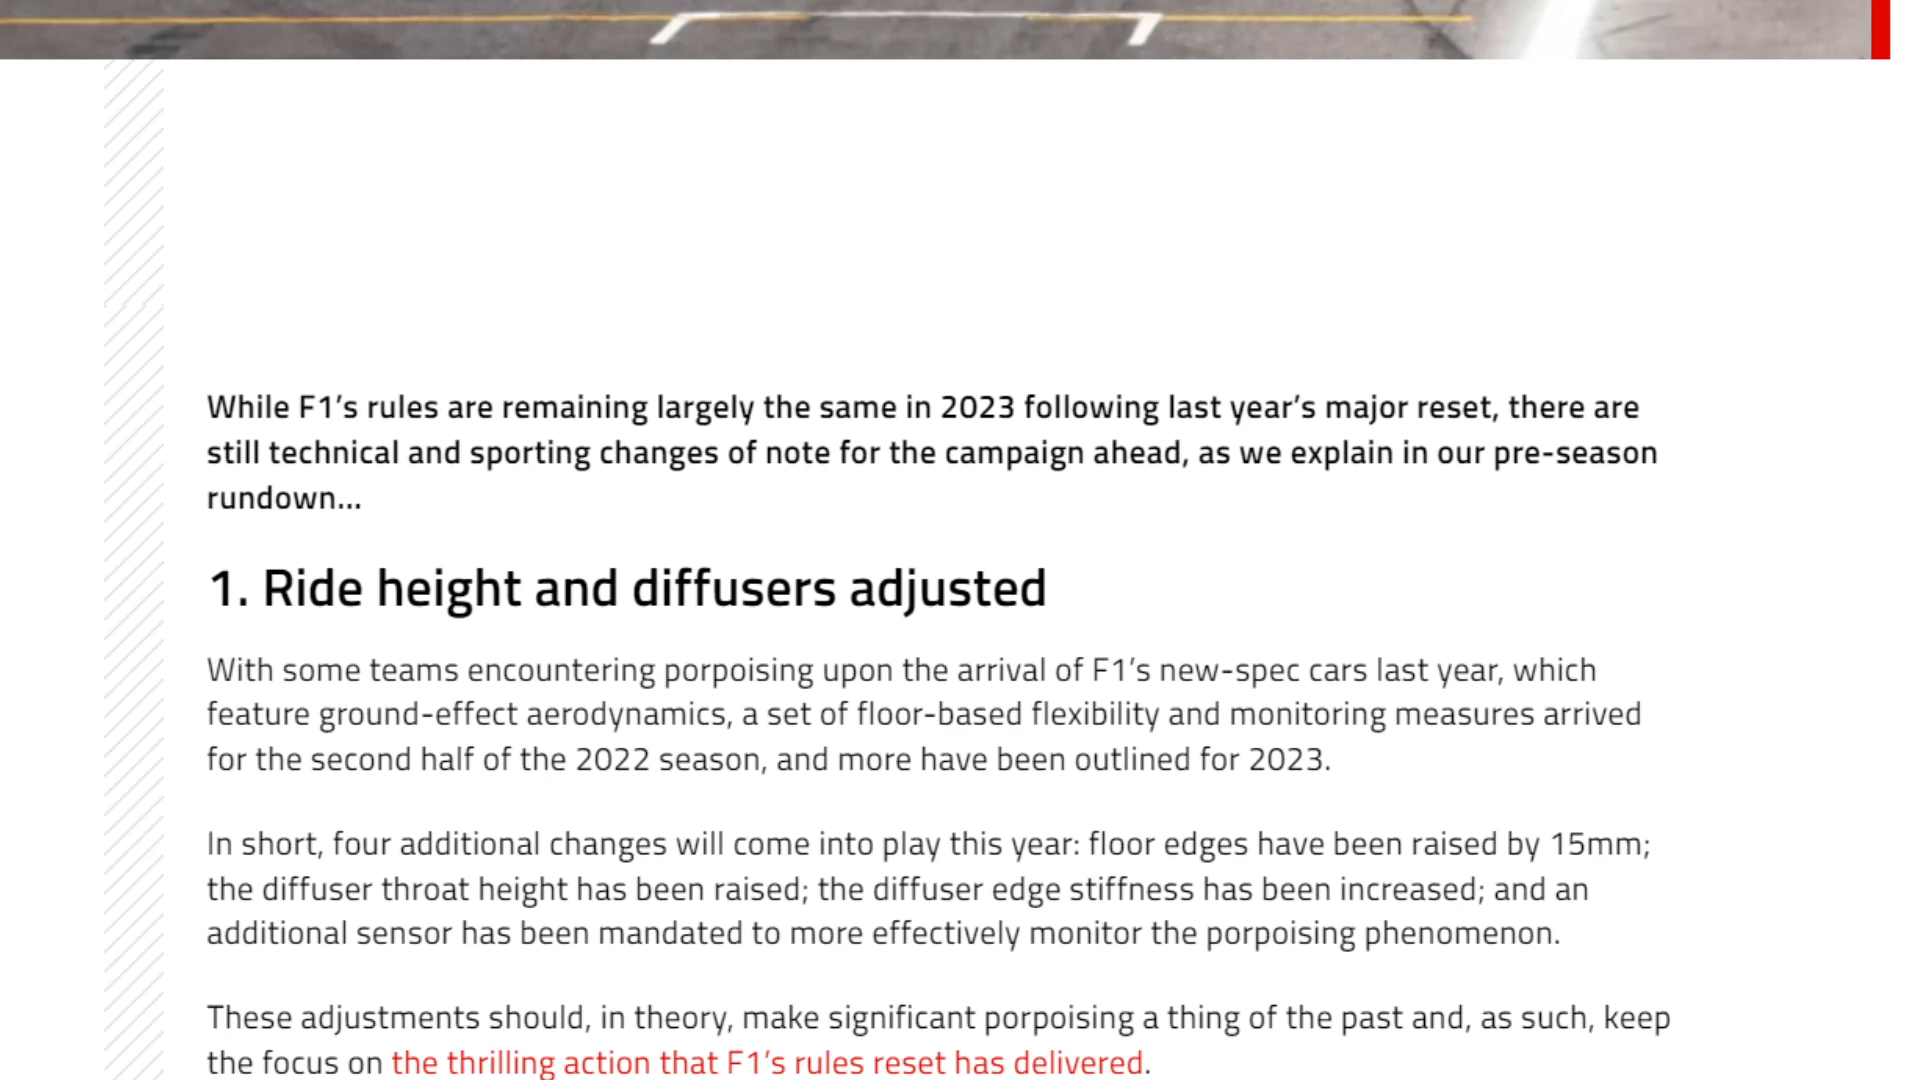 While F1’s rules are remaining largely the same in 2023 following last year’s major reset, there are
still technical and sporting changes of note for the campaign ahead, as we explain in our pre-season
rundown...
1. Ride height and diffusers adjusted
With some teams encountering porpoising upon the arrival of F1’s new-spec cars last year, which
feature ground-effect aerodynamics, a set of floor-based flexibility and monitoring measures arrived
for the second half of the 2022 season, and more have been outlined for 2023.
In short, four additional changes will come into play this year: floor edges have been raised by 15mm;
the diffuser throat height has been raised; the diffuser edge stiffness has been increased; and an
additional sensor has been mandated to more effectively monitor the porpoising phenomenon.
These adjustments should, in theory, make significant porpoising a thing of the past and, as such, keep
the focus on the thrilling action that F1’s rules reset has delivered.